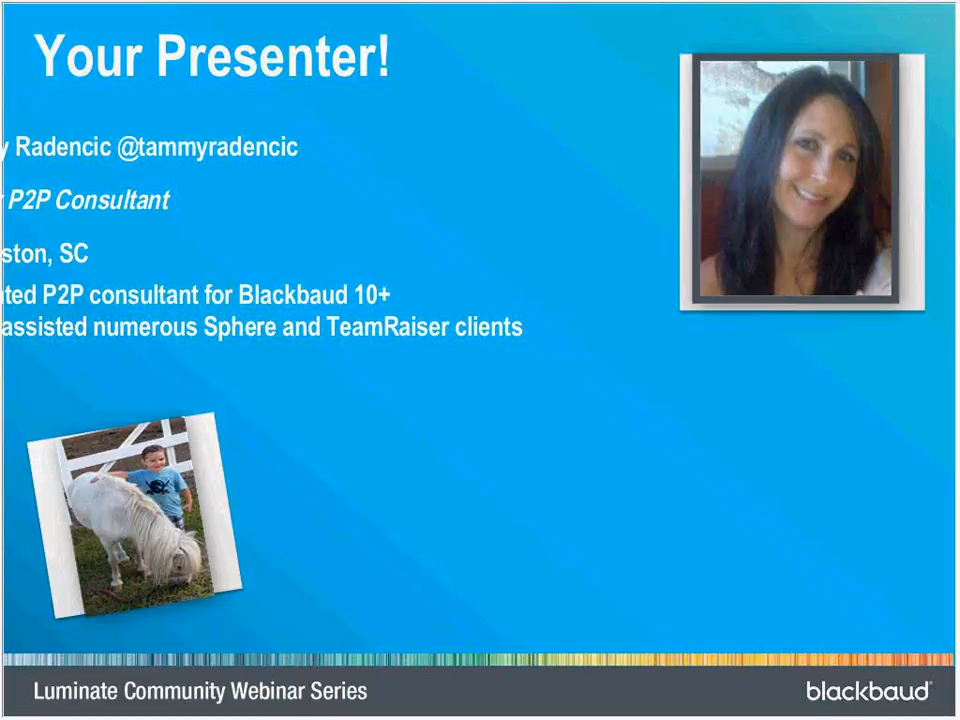 Your Presenter!
y Radencic @tammyradencic
P2P Consultant
ston, SC
ted P2P consultant for Blackbaud 10+
assisted numerous Sphere and TeamRaiser clients
Luminate Community Webinar Series
blackbaud